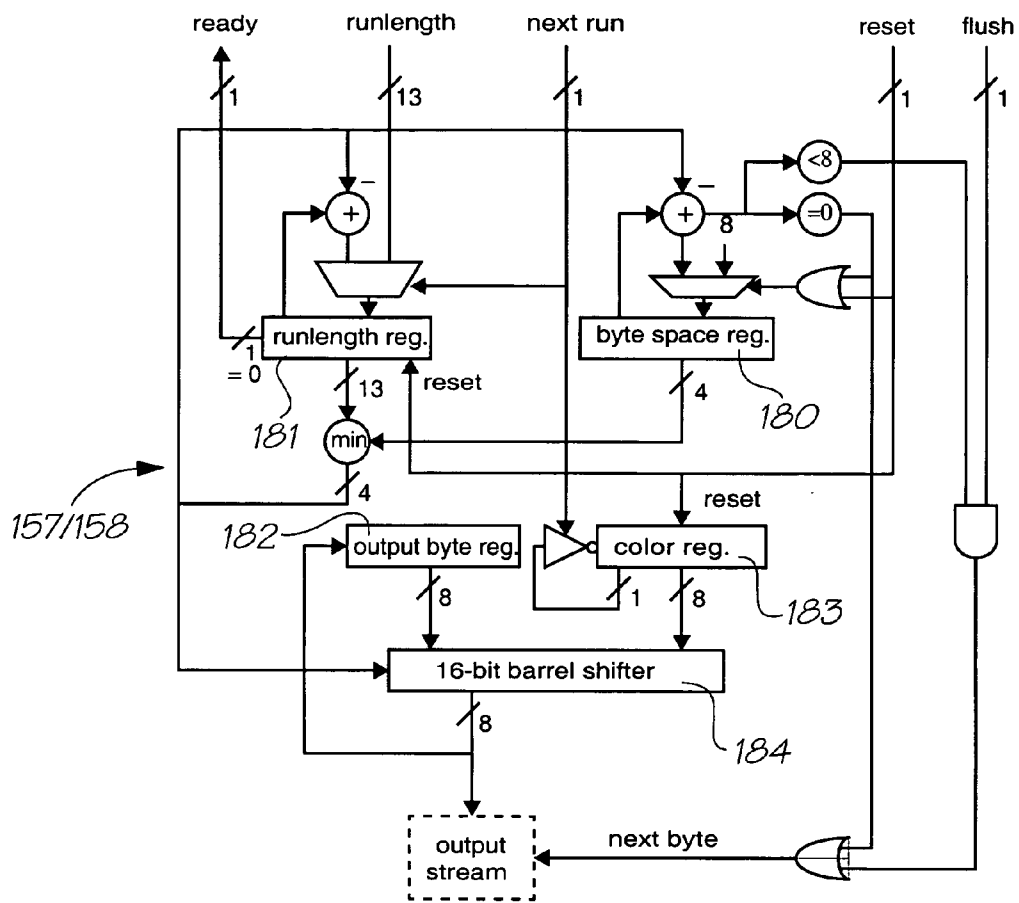 ready
runlength
next run
reset
flush
1
13
1
1
1
−
−
<8
+
+
=0
8
runlength reg.
byte space reg.
1
= 0
13
reset
4
181
180
min
4
reset
157/158
182
output byte reg.
color reg.
8
1
8
183
16-bit barrel shifter
8
184
output
stream
next byte